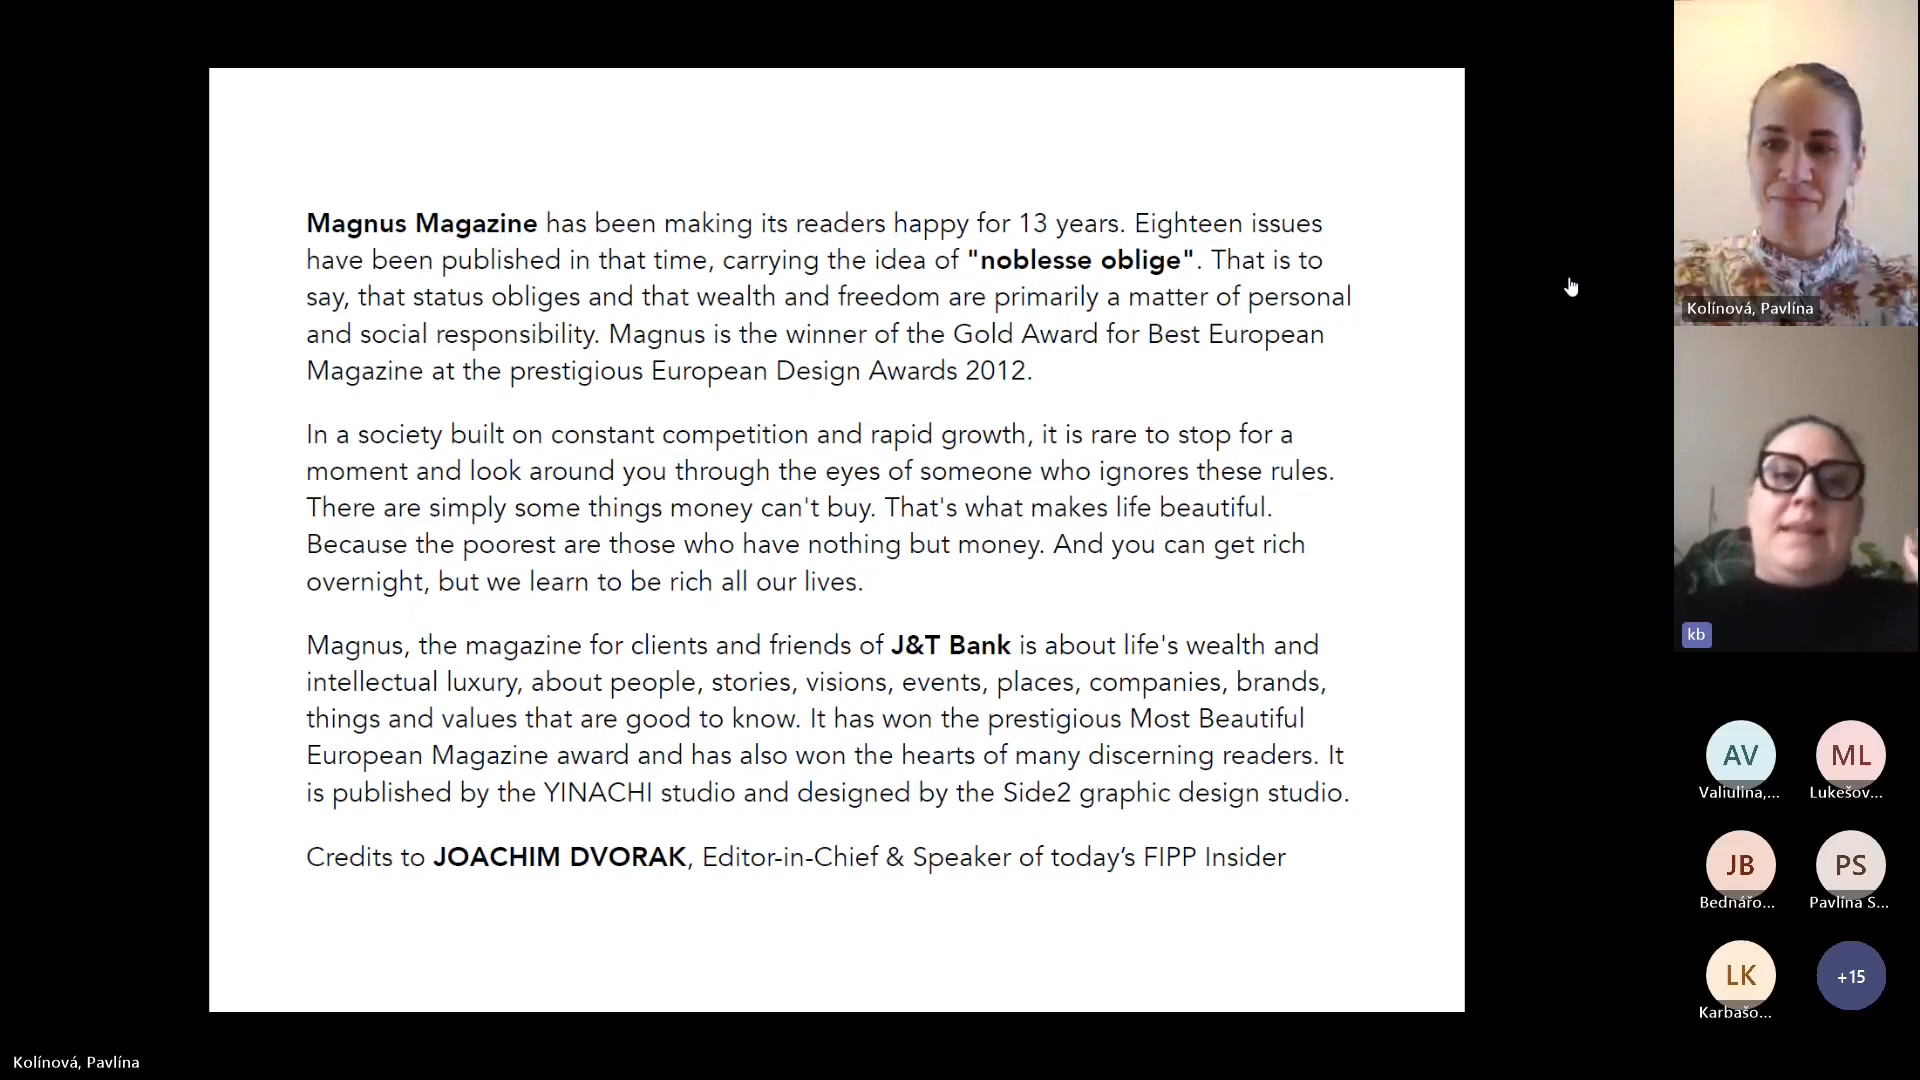 Magnus Magazine has been making its readers happy for 13 years. Eighteen issues
have been published in that time, carrying the idea of "noblesse oblige". That is to
say, that status obliges and that wealth and freedom are primarily a matter of personal
and social responsibility. Magnus is the winner of the Gold Award for Best European
Magazine at the prestigious European Design Awards 2012.
In a society built on constant competition and rapid growth, it is rare to stop for a
moment and look around you through the eyes of someone who ignores these rules.
There are simply some things money can't buy. That's what makes life beautiful.
Because the poorest are those who have nothing but money. And you can get rich
overnight, but we learn to be rich all our lives.
Magnus, the magazine for clients and friends of J&T Bank is about life's wealth and
intellectual luxury, about people, stories, visions, events, places, companies, brands,
things and values that are good to know. It has won the prestigious Most Beautiful
European Magazine award and has also won the hearts of many discerning readers. It
is published by the YINACHI studio and designed by the Side2 graphic design studio.
Credits to JOACHIM DVORAK, Editor-in-Chief & Speaker of today’s FIPP Insider
Kolínová, Pavlína
kb
AV
ML
Valiulina,...
Lukešov...
JB
PS
Bednářo...
Pavlína S...
LK
+15
Karbašo...
Kolínová, Pavlína